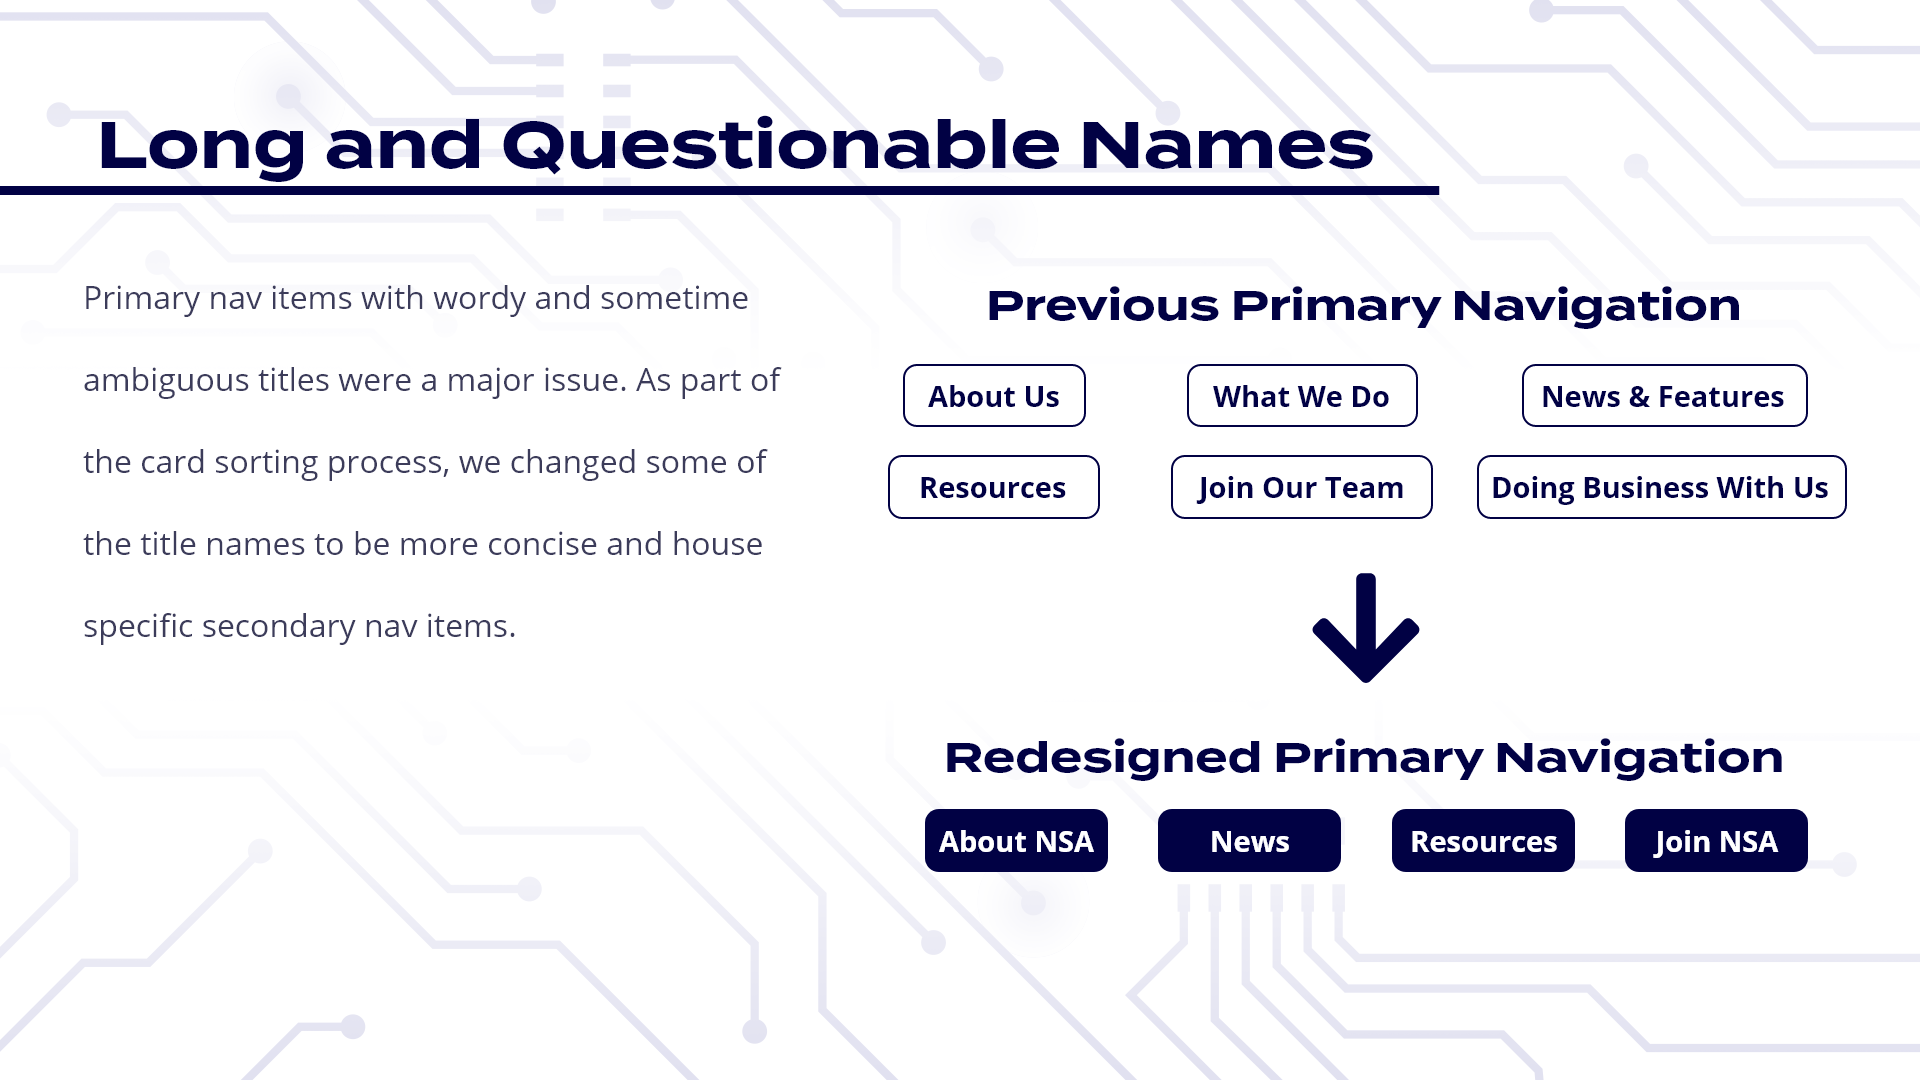 Long and Questionable Names
Primary nav items with wordy and sometime
ambiguous titles were a major issue. As part of
the card sorting process, we changed some of
the title names to be more concise and house
specific secondary nav items.
Previous Primary Navigation
About Us
What We Do
News & Features
Resources
Join Our Team
Doing Business With Us
Redesigned Primary Navigation
About NSA
News
Resources
Join NSA